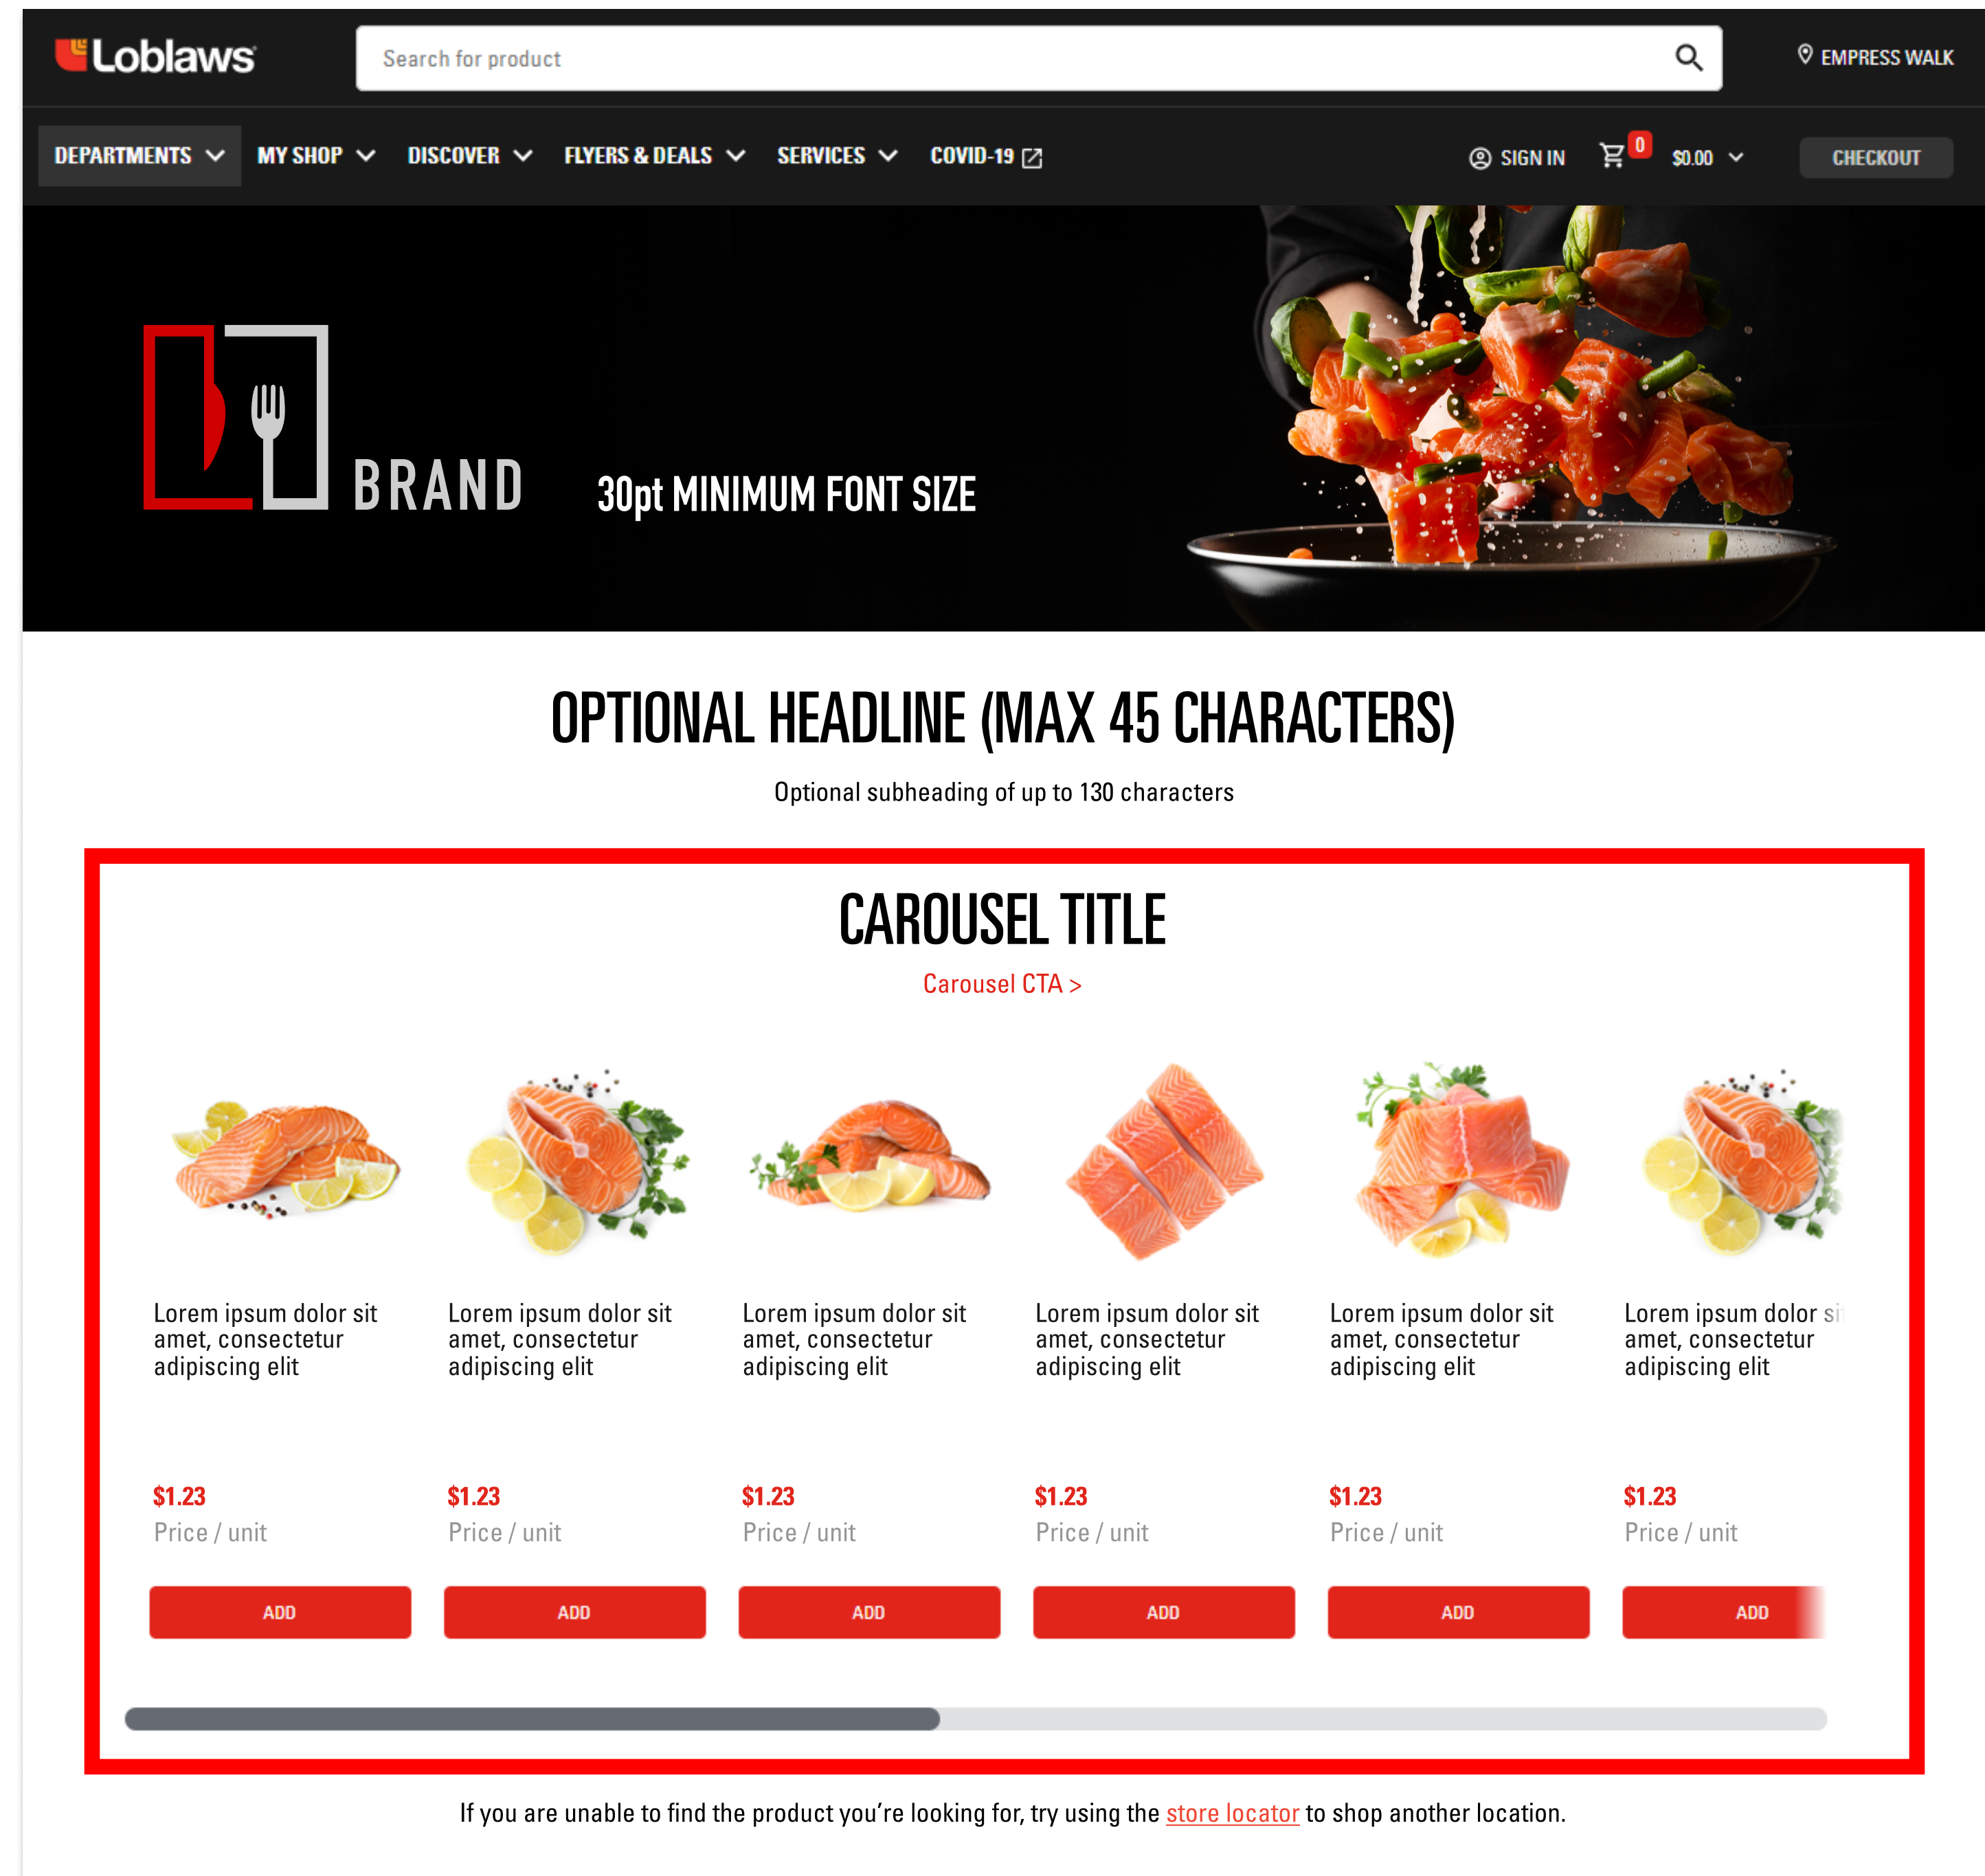 Loblaws
Search for product
EMPRESS WALK
DEPARTMENTS MY SHOP DISCOVER FLYERS & DEALS SERVICES COVID-19 SIGN IN 0 $0.00 CHECKOUT
BRAND
30pt MINIMUM FONT SIZE
OPTIONAL HEADLINE (MAX 45 CHARACTERS)
Optional subheading of up to 130 characters
CAROUSEL TITLE
Carousel CTA >
Lorem ipsum dolor sit
amet, consectetur
adipiscing elit
$1.23
Price / unit
ADD
Lorem ipsum dolor sit
amet, consectetur
adipiscing elit
$1.23
Price / unit
ADD
Lorem ipsum dolor sit
amet, consectetur
adipiscing elit
$1.23
Price / unit
ADD
Lorem ipsum dolor sit
amet, consectetur
adipiscing elit
$1.23
Price / unit
ADD
Lorem ipsum dolor sit
amet, consectetur
adipiscing elit
$1.23
Price / unit
ADD
Lorem ipsum dolor sit
amet, consectetur
adipiscing elit
$1.23
Price / unit
ADD
If you are unable to find the product you’re looking for, try using the store locator to shop another location.